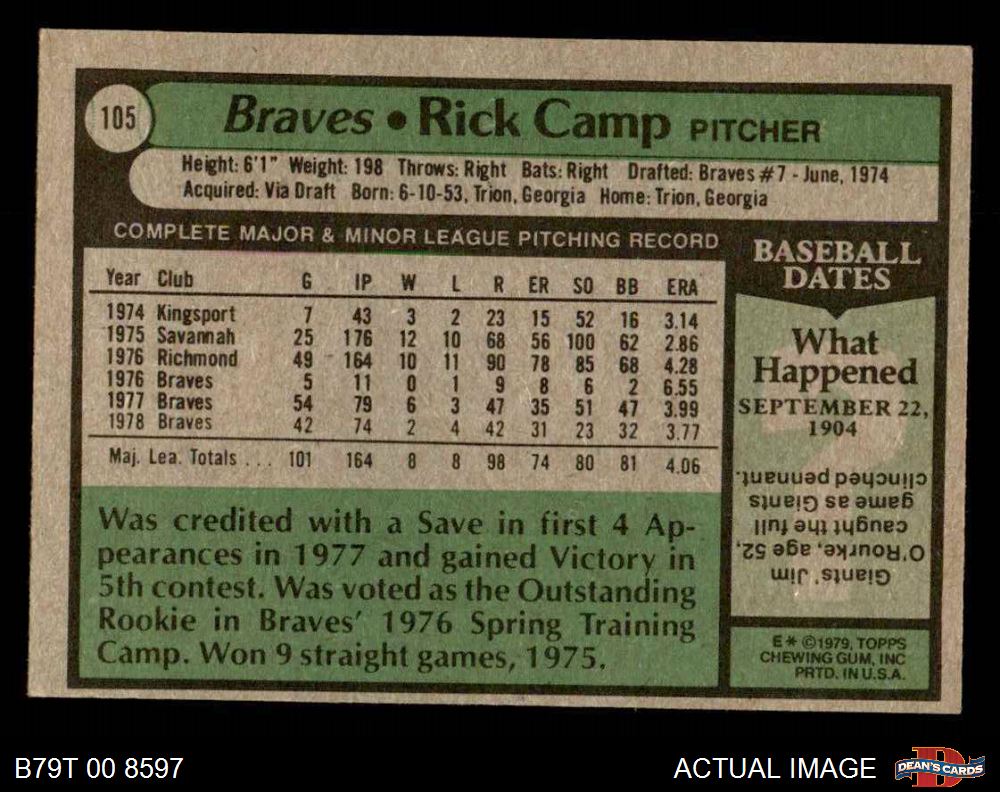 105
Braves • Rick Camp PITCHER
Height: 6'1" Weight: 198 Throws: Right Bats: Right Drafted: Braves #7 - June, 1974
Acquired: Via Draft Born: 6-10-53, Trion, Georgia Home: Trion, Georgia
COMPLETE MAJOR & MINOR LEAGUE PITCHING RECORD
Year Club G IP W L R ER SO BB ERA
1974 Kingsport 7 43 3 2 23 15 52 16 3.14
1975 Savannah 25 176 12 10 68 56 100 62 2.86
1976 Richmond 49 164 10 11 90 78 85 68 4.28
1976 Braves 5 11 0 1 9 8 6 2 6.55
1977 Braves 54 79 6 3 47 35 51 47 3.99
1978 Braves 42 74 2 4 42 31 23 32 3.77
Maj. Lea. Totals ... 101 164 8 8 98 74 80 81 4.06
Was credited with a Save in first 4 Ap-
pearances in 1977 and gained Victory in
5th contest. Was voted as the Outstanding
Rookie in Braves' 1976 Spring Training
Camp. Won 9 straight games, 1975.
BASEBALL
DATES
What
Happened
SEPTEMBER 22,
1904
Giants' Jim
O'Rourke, age 52,
caught the full
game as Giants
clinched pennant.
E * ©1979, TOPPS
CHEWING GUM, INC
PRTD. IN U.S.A.
B79T 00 8597
ACTUAL IMAGE
DEAN'S CARDS